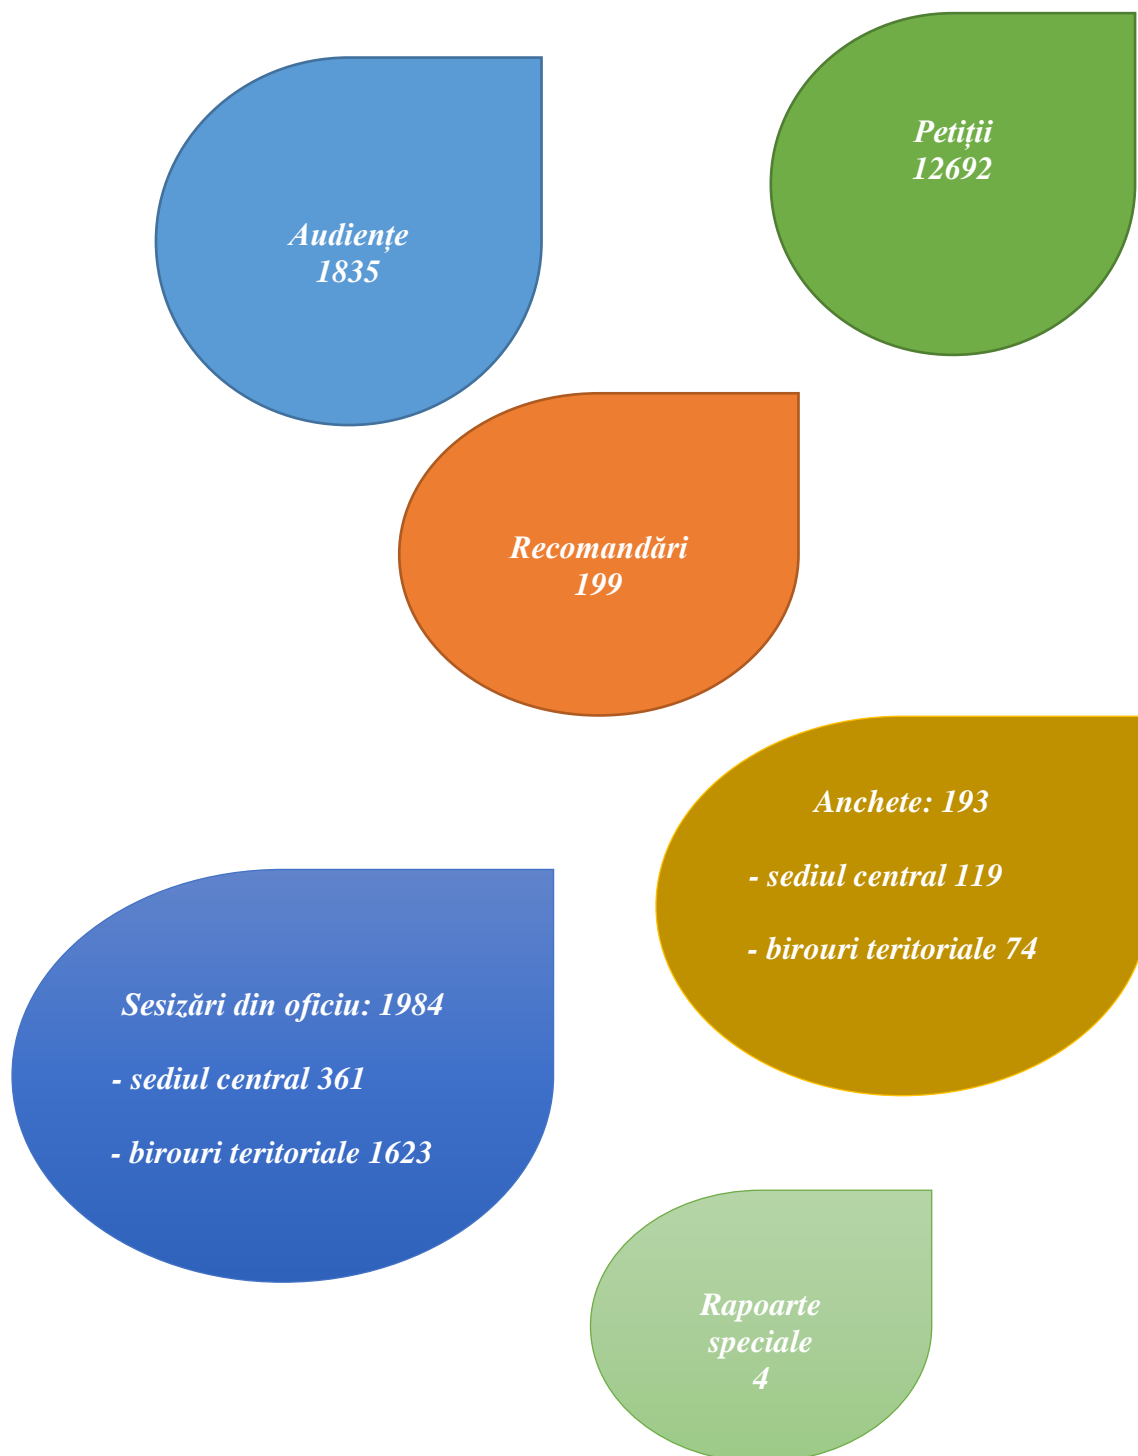 Audiențe
1835
Petiții
12692
Recomandări
199
Anchete: 193
- sediul central 119
- birouri teritoriale 74
Sesizări din oficiu: 1984
- sediul central 361
- birouri teritoriale 1623
Rapoarte
speciale
4